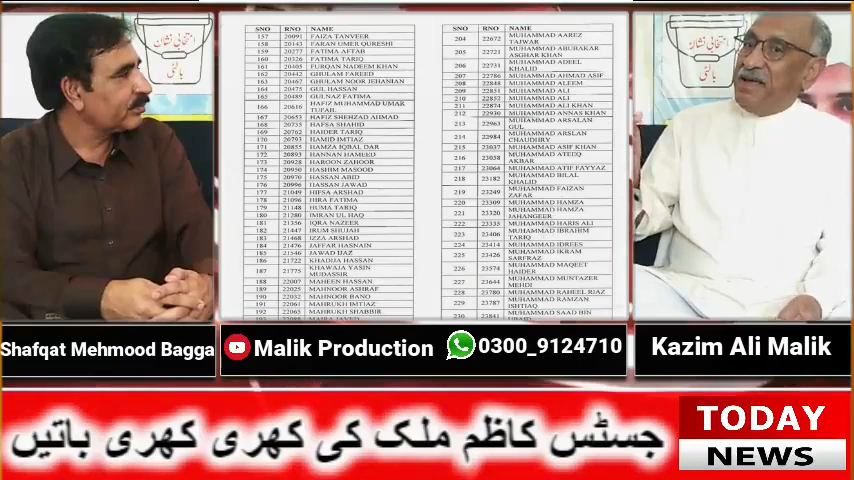 انتخابی نشان
بالٹی
SNO RNO NAME
157 20091 FAIZA TANVEER
158 20143 FARAN UMER QURESHI
159 20277 FATIMA AFTAB
160 20326 FATIMA TARIQ
161 20405 FURQAN NADEEM KHAN
162 20442 GHULAM FAREED
163 20467 GHULAM NOOR JEHANIAN
164 20475 GUL HASSAN
165 20489 GULNAZ FATIMA
166 20616 HAFIZ MUHAMMAD UMAR TUFAIL
167 20653 HAFIZ SHEHZAD AHMAD
168 20735 HAFSA SHAHID
169 20762 HAIDER TARIQ
170 20793 HAMID IMTIAZ
171 20855 HAMZA IQBAL DAR
172 20893 HANNAN HAMEED
173 20928 HAROON ZAHOOR
174 20950 HASHIM MASOOD
175 20970 HASSAN ABID
176 20996 HASSAN JAWAD
177 21049 HIFSA ARSHAD
178 21096 HIRA FATIMA
179 21148 HUMA TARIQ
180 21280 IMRAN UL HAQ
181 21356 IQRA NAZEER
182 21447 IRUM SHUJAH
183 21468 IZZA ARSHAD
184 21476 JAFFAR HASNAIN
185 21546 JAWAD IJAZ
186 21722 KHADIJA HASSAN
187 21775 KHAWAJA YASIN MUDASSIR
188 22007 MAHEEN HASSAN
189 22025 MAHNOOR ASHRAF
190 22032 MAHNOOR BANO
191 22061 MAHRUKH IMTIAZ
192 22065 MAHRUKH SHABBIR
SNO RNO NAME
204 22672 MUHAMMAD AAREZ TAJWAR
205 22721 MUHAMMAD ABUBAKAR ASGHAR KHAN
206 22731 MUHAMMAD ADEEL KHALID
207 22786 MUHAMMAD AHMAD ASIF
208 22848 MUHAMMAD ALEEM
209 22851 MUHAMMAD ALI
210 22852 MUHAMMAD ALI
211 22874 MUHAMMAD ALI KHAN
212 22930 MUHAMMAD ANNAS KHAN
213 22963 MUHAMMAD ARSALAN GUL
214 22984 MUHAMMAD ARSLAN CHAUDHRY
215 23037 MUHAMMAD ASIF KHAN
216 23058 MUHAMMAD ATEEQ AKBAR
217 23064 MUHAMMAD ATIF FAYYAZ
218 23182 MUHAMMAD BILAL KHALID
219 23249 MUHAMMAD FAIZAN ZAFAR
220 23309 MUHAMMAD HAMZA
221 23320 MUHAMMAD HAMZA JAHANGEER
222 23335 MUHAMMAD HARIS ALI
223 23406 MUHAMMAD IBRAHIM TARIQ
224 23414 MUHAMMAD IDREES
225 23426 MUHAMMAD IKRAM SARFRAZ
226 23574 MUHAMMAD MAQEET HAIDER
227 23644 MUHAMMAD MUNTAZER MEHDI
228 23780 MUHAMMAD RAHEEL RIAZ
229 23787 MUHAMMAD RAMZAN ISHTIAQ
230 23841 MUHAMMAD SAAD BIN
انتخابی نشان
بالٹی
Shafqat Mehmood Bagga
Malik Production
0300_9124710
Kazim Ali Malik
جسٹس کاظم ملک کی کھری کھری باتیں
TODAY
NEWS